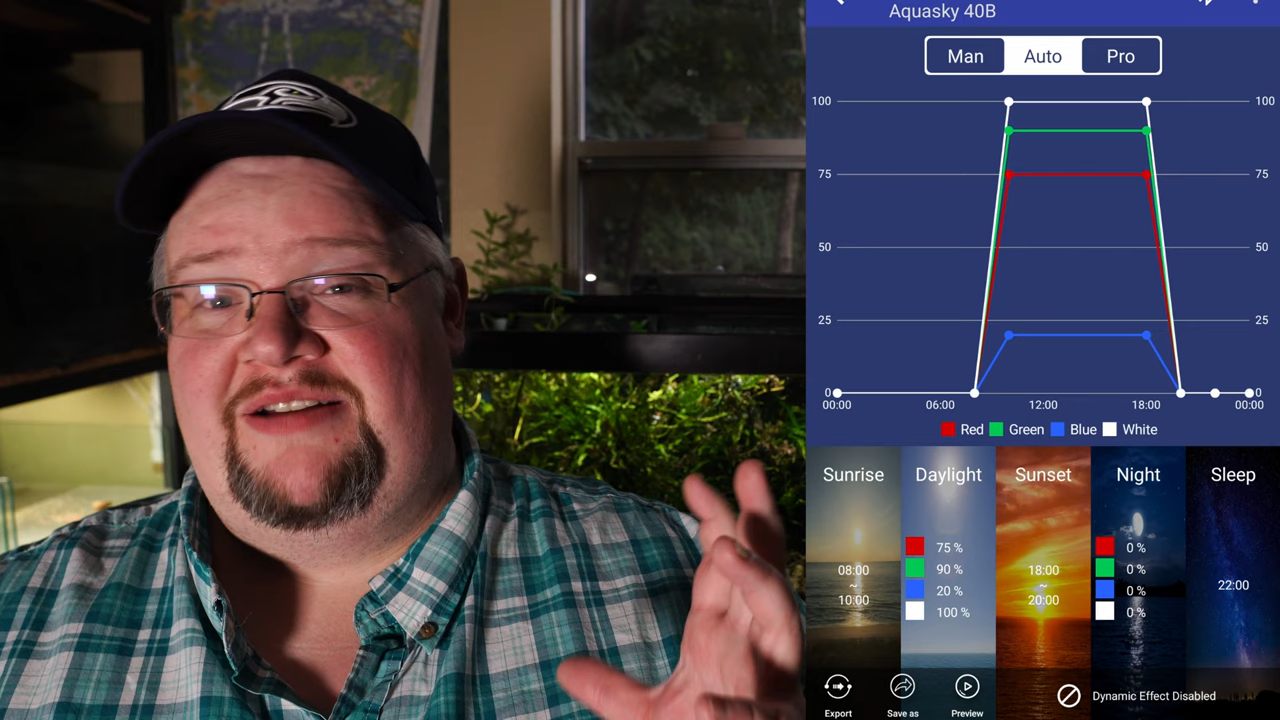 Aquasky 40B
Man Auto Pro
100 100
75 75
50 50
25 25
0 0
00:00 06:00 12:00 18:00 00:00
Red Green Blue White
Sunrise Daylight Sunset Night Sleep
75 % 0 %
08:00 90 % 18:00 0 % 22:00
~ 20 % ~ 0 %
10:00 100 % 20:00 0 %
Export Save as Preview Dynamic Effect Disabled